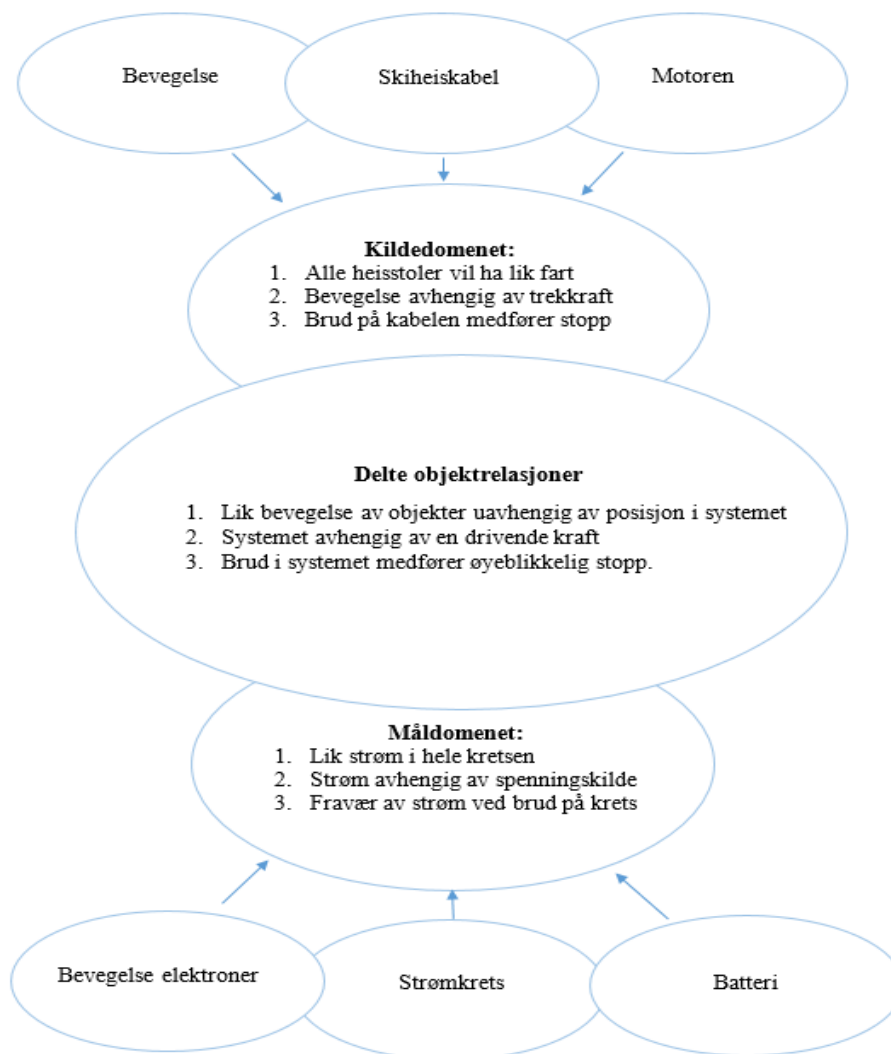 Bevegelse
Skiheiskabel
Motoren
Kildedomenet:
1. Alle heisstoler vil ha lik fart
2. Bevegelse avhengig av trekkraft
3. Brud på kabelen medfører stopp
Delte objektrelasjoner
1. Lik bevegelse av objekter uavhengig av posisjon i systemet
2. Systemet avhengig av en drivende kraft
3. Brud i systemet medfører øyeblikkelig stopp.
Måldomenet:
1. Lik strøm i hele kretsen
2. Strøm avhengig av spenningskilde
3. Fravær av strøm ved brud på krets
Bevegelse elektroner
Strømkrets
Batteri